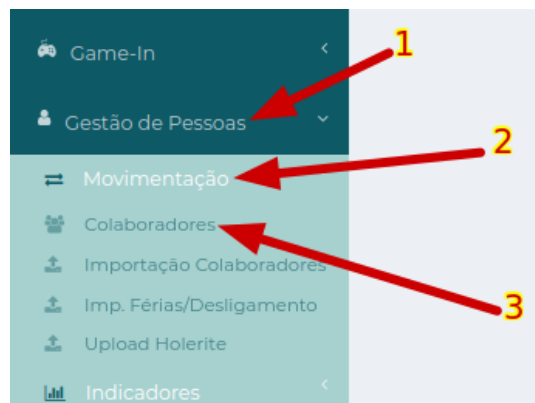 Game-In
1
Gestão de Pessoas
2
Movimentação
Colaboradores
Importação Colaboradores
Imp. Férias/Desligamento
3
Upload Holerite
Indicadores